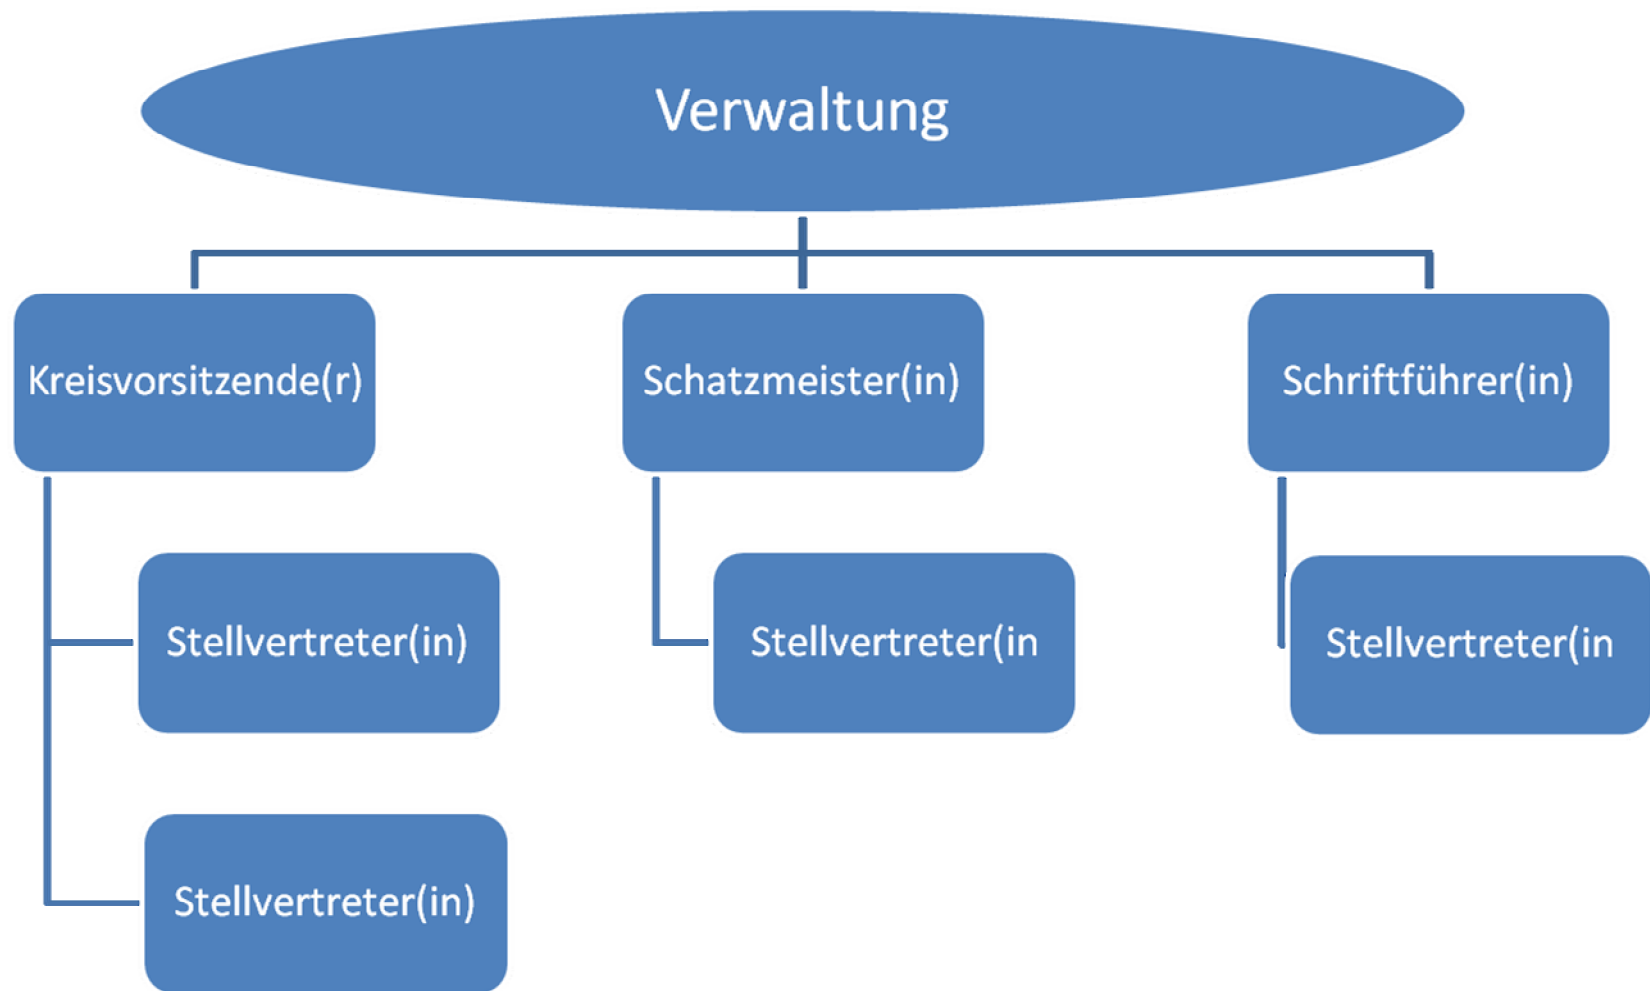 Verwaltung
Kreisvorsitzende(r)
Schatzmeister(in)
Schriftführer(in)
Stellvertreter(in)
Stellvertreter(in
Stellvertreter(in
Stellvertreter(in)